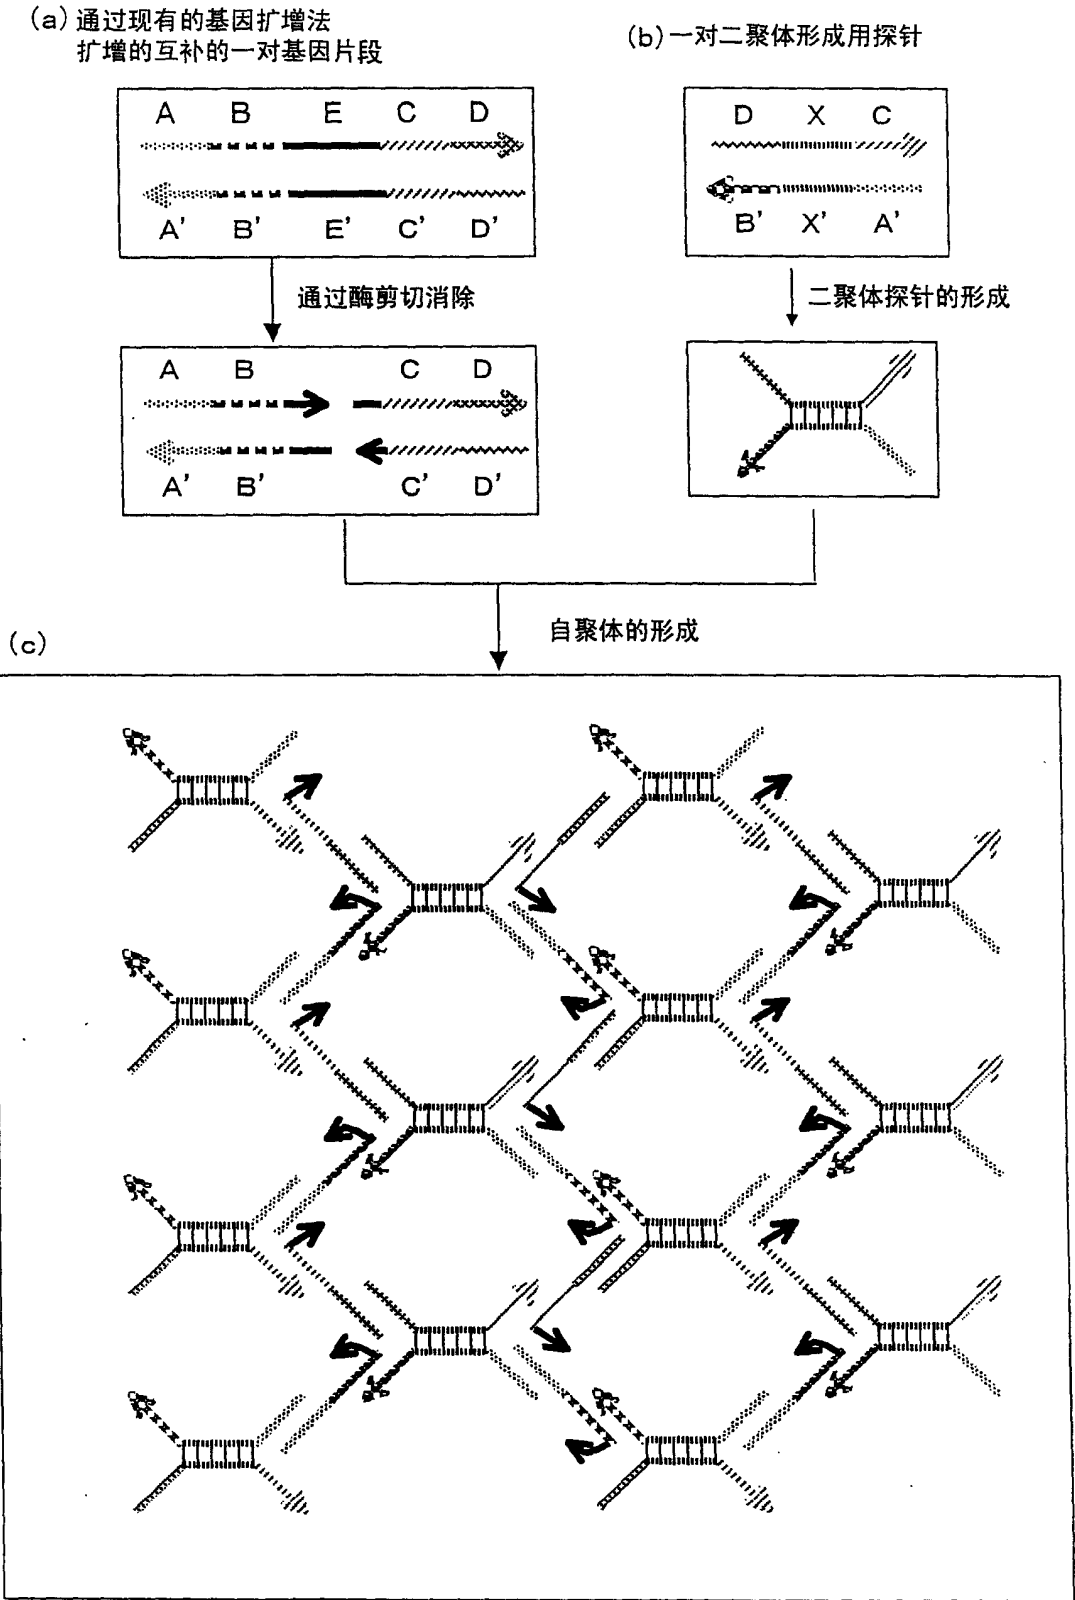 (a) 通过现有的基因扩增法
扩增的互补的一对基因片段
(b) 一对二聚体形成用探针
A B E C D
A' B' E' C' D'
D X C
B' X' A'
通过酶剪切消除
二聚体探针的形成
A B C D
A' B' C' D'
自聚体的形成
(c)